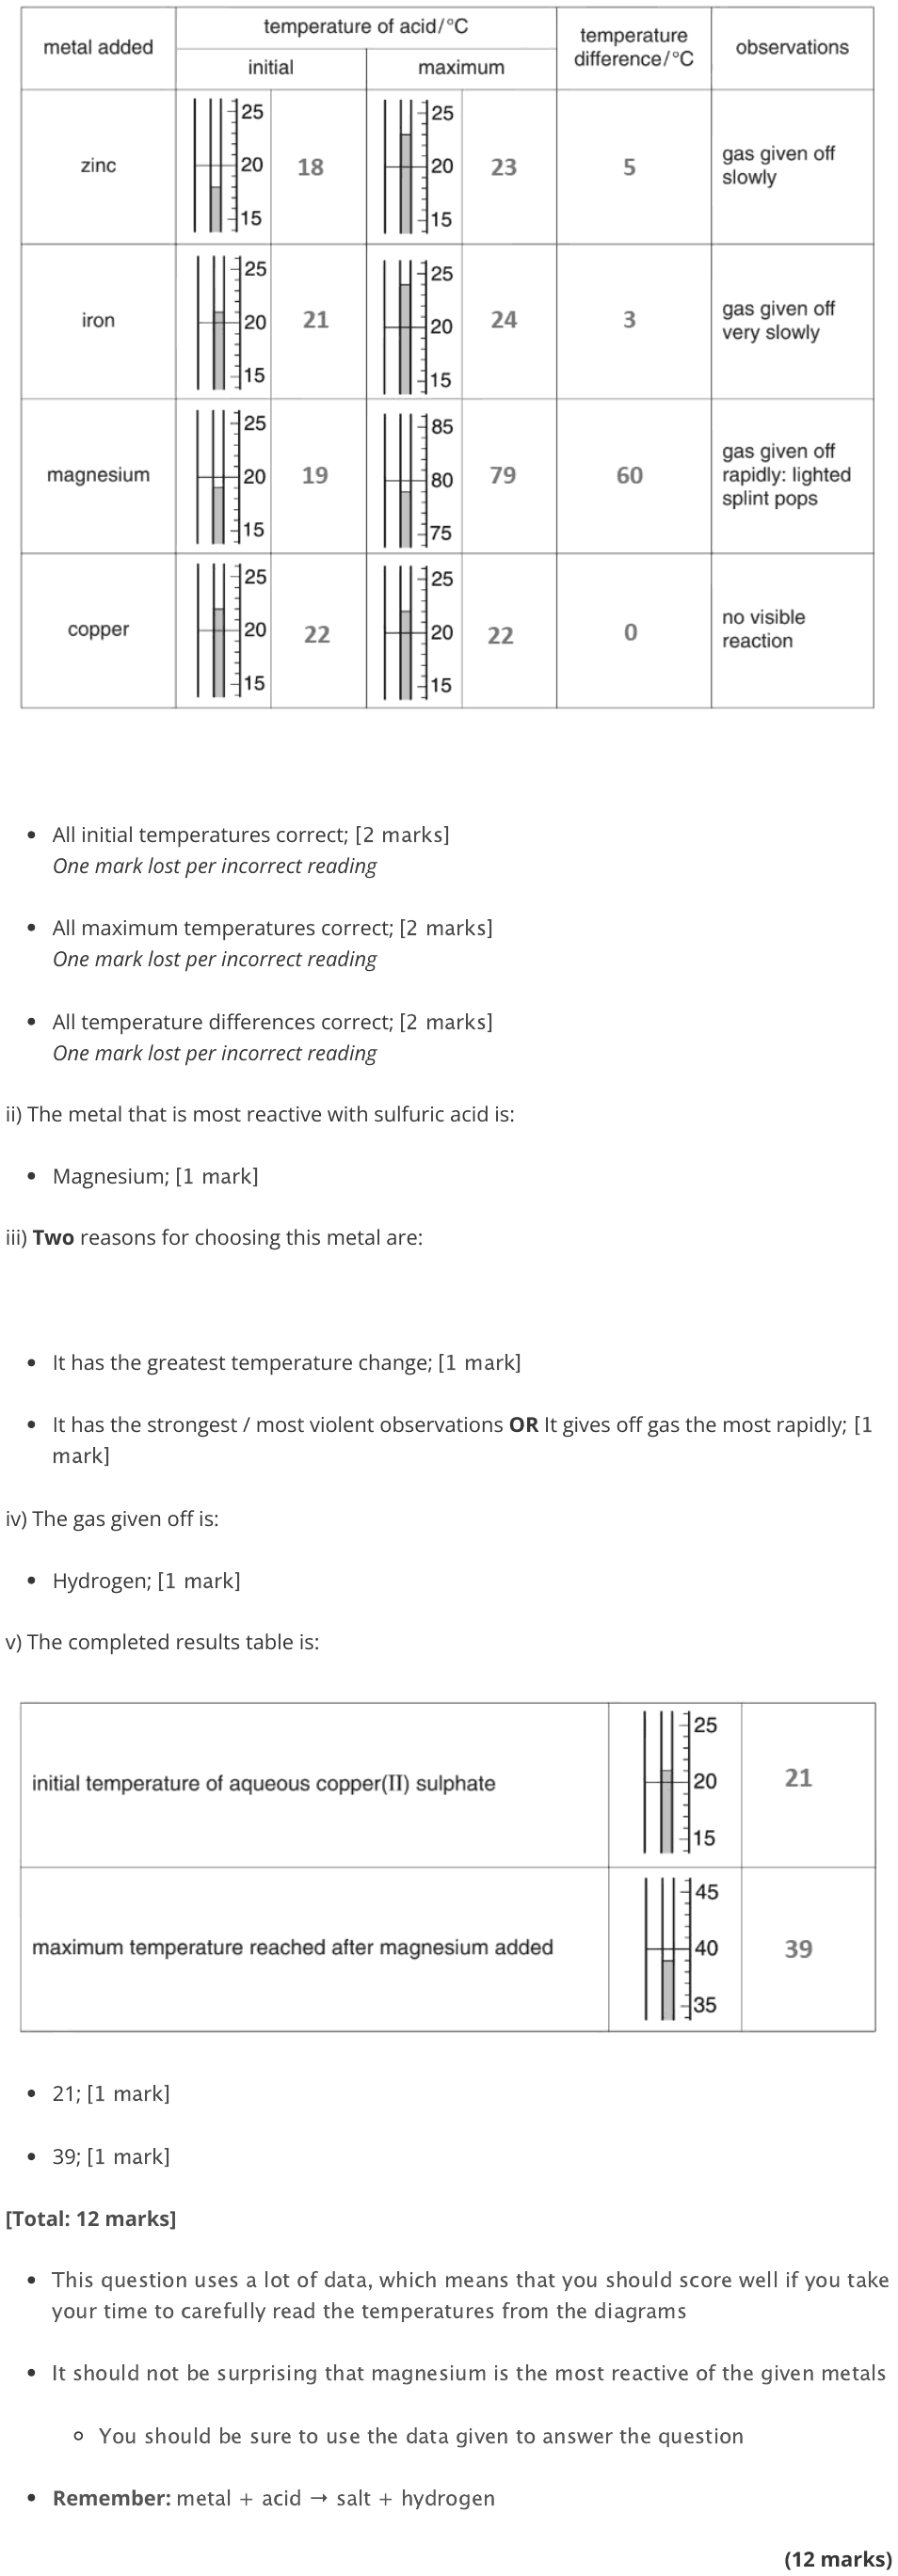 metal added
temperature of acid/°C
initial
maximum
temperature
difference/°C
observations
zinc
25
20
15
18
25
20
15
23
5
gas given off
slowly
iron
25
20
15
21
25
20
15
24
3
gas given off
very slowly
magnesium
25
20
15
19
85
80
75
79
60
gas given off
rapidly: lighted
splint pops
copper
25
20
15
22
25
20
15
22
0
no visible
reaction
• All initial temperatures correct; [2 marks]
One mark lost per incorrect reading
• All maximum temperatures correct; [2 marks]
One mark lost per incorrect reading
• All temperature differences correct; [2 marks]
One mark lost per incorrect reading
ii) The metal that is most reactive with sulfuric acid is:
• Magnesium; [1 mark]
iii) Two reasons for choosing this metal are:
• It has the greatest temperature change; [1 mark]
• It has the strongest / most violent observations OR It gives off gas the most rapidly; [1
mark]
iv) The gas given off is:
• Hydrogen; [1 mark]
v) The completed results table is:
initial temperature of aqueous copper(II) sulphate
25
20
15
21
maximum temperature reached after magnesium added
45
40
35
39
• 21; [1 mark]
• 39; [1 mark]
[Total: 12 marks]
• This question uses a lot of data, which means that you should score well if you take
your time to carefully read the temperatures from the diagrams
• It should not be surprising that magnesium is the most reactive of the given metals
○ You should be sure to use the data given to answer the question
• Remember: metal + acid → salt + hydrogen
(12 marks)